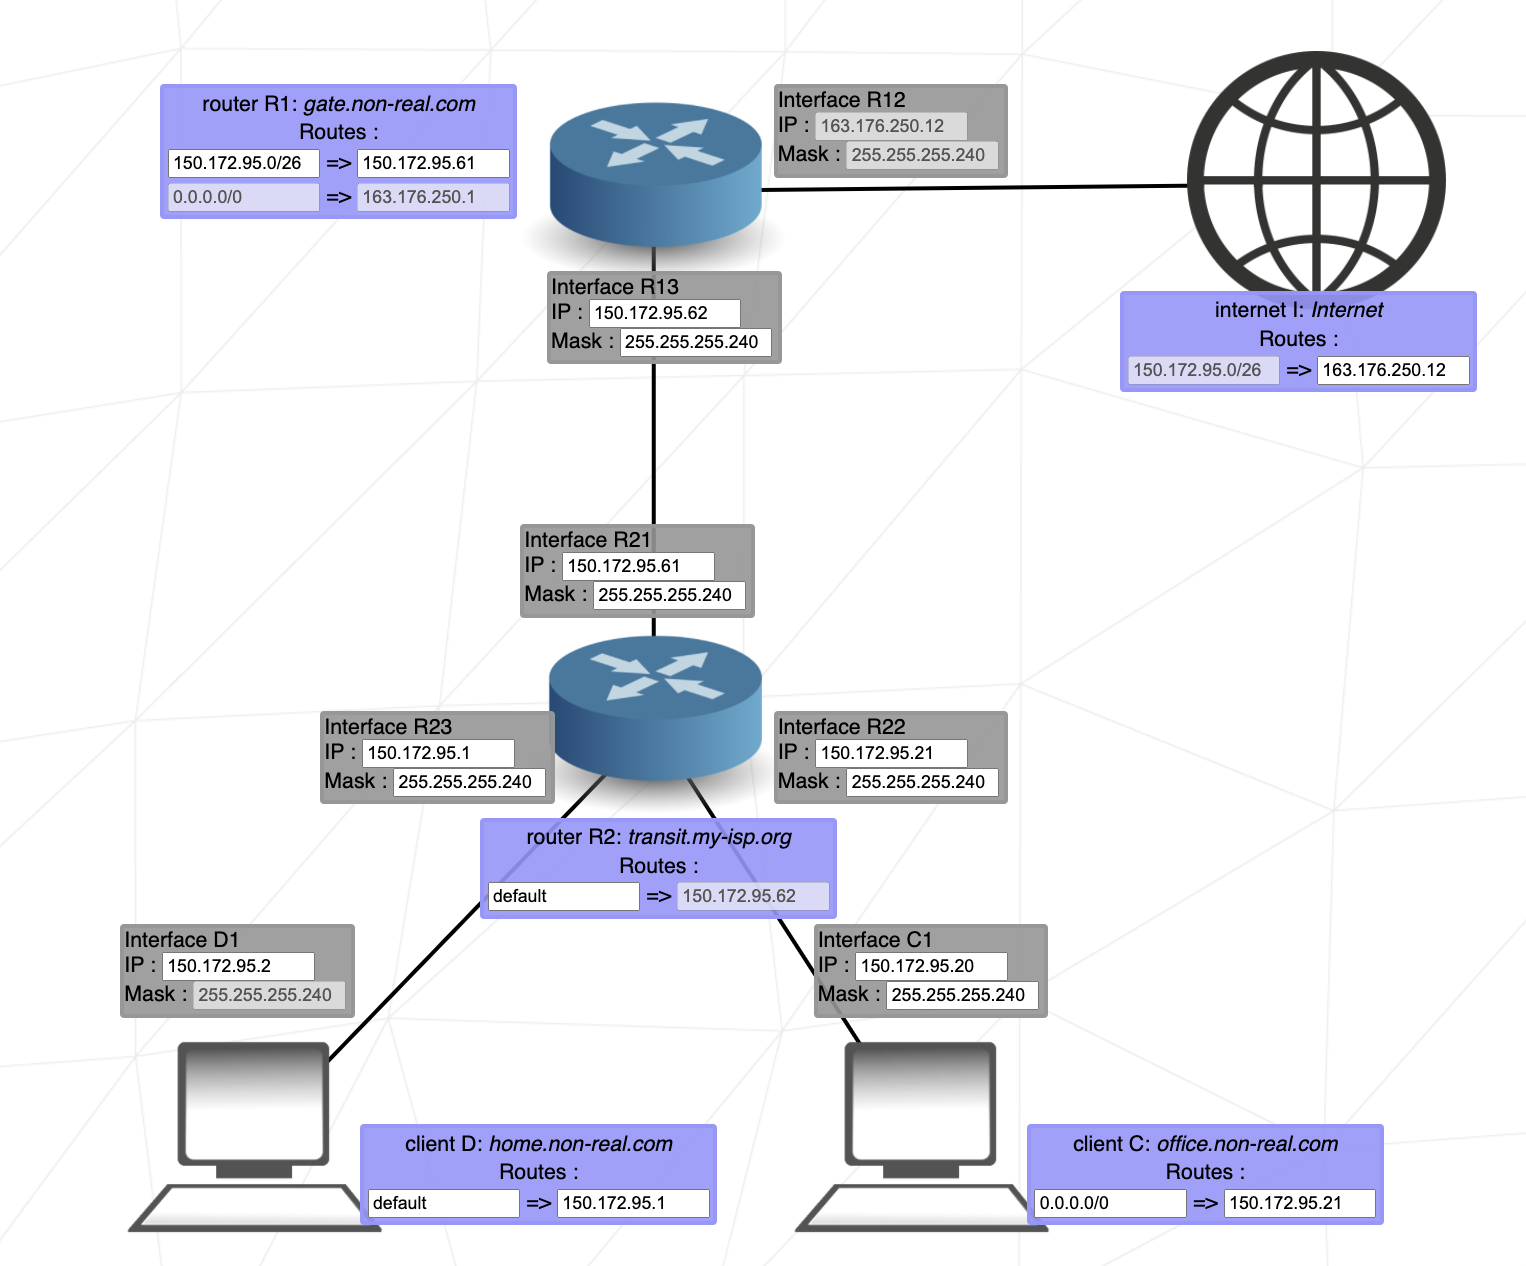 router R1: gate.non-real.com
Routes :
150.172.95.0/26 => 150.172.95.61
0.0.0.0/0 => 163.176.250.1
Interface R12
IP : 163.176.250.12
Mask : 255.255.255.240
Interface R13
IP : 150.172.95.62
Mask : 255.255.255.240
internet I: Internet
Routes :
150.172.95.0/26 => 163.176.250.12
Interface R21
IP : 150.172.95.61
Mask : 255.255.255.240
Interface R23
IP : 150.172.95.1
Mask : 255.255.255.240
Interface R22
IP : 150.172.95.21
Mask : 255.255.255.240
router R2: transit.my-isp.org
Routes :
default => 150.172.95.62
Interface D1
IP : 150.172.95.2
Mask : 255.255.255.240
Interface C1
IP : 150.172.95.20
Mask : 255.255.255.240
client D: home.non-real.com
Routes :
default => 150.172.95.1
client C: office.non-real.com
Routes :
0.0.0.0/0 => 150.172.95.21